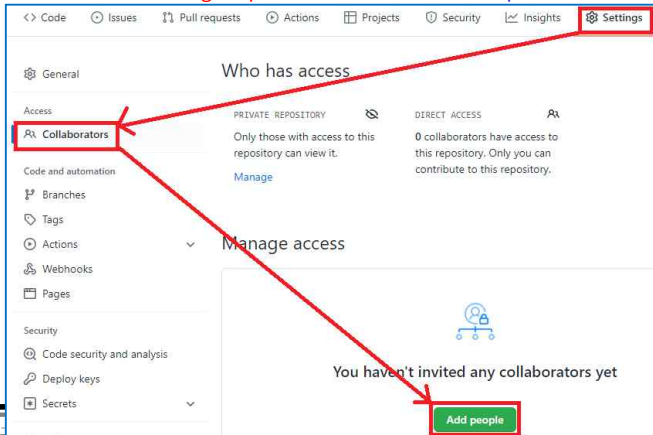 <> Code Issues Pull requests Actions Projects Security Insights Settings
General
Access
Collaborators
Code and automation
Branches
Tags
Actions
Webhooks
Pages
Security
Code security and analysis
Deploy keys
Secrets
Who has access
PRIVATE REPOSITORY
Only those with access to this
repository can view it.
Manage
DIRECT ACCESS
0 collaborators have access to
this repository. Only you can
contribute to this repository.
Manage access
You haven't invited any collaborators yet
Add people